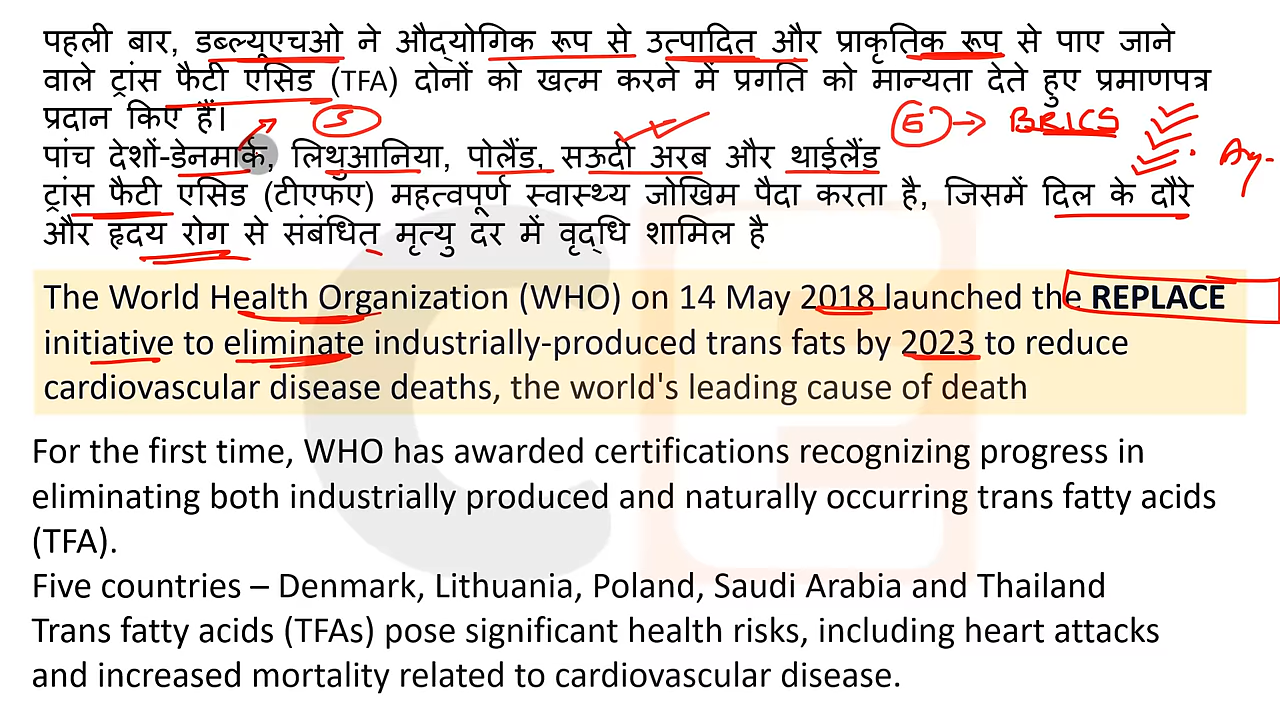 पहली बार, डब्ल्यूएचओ ने औद्योगिक रूप से उत्पादित और प्राकृतिक रूप से पाए जाने
वाले ट्रांस फैटी एसिड (TFA) दोनों को खत्म करने में प्रगति को मान्यता देते हुए प्रमाणपत्र
प्रदान किए हैं।
5
6 → BRICS
पांच देशों-डेनमार्क, लिथुआनिया, पोलैंड, सऊदी अरब और थाईलैंड
ट्रांस फैटी एसिड (टीएफए) महत्वपूर्ण स्वास्थ्य जोखिम पैदा करता है, जिसमें दिल के दौरे
और हृदय रोग से संबंधित मृत्यु दर में वृद्धि शामिल है
The World Health Organization (WHO) on 14 May 2018 launched the REPLACE
initiative to eliminate industrially-produced trans fats by 2023 to reduce
cardiovascular disease deaths, the world's leading cause of death
For the first time, WHO has awarded certifications recognizing progress in
eliminating both industrially produced and naturally occurring trans fatty acids
(TFA).
Five countries – Denmark, Lithuania, Poland, Saudi Arabia and Thailand
Trans fatty acids (TFAs) pose significant health risks, including heart attacks
and increased mortality related to cardiovascular disease.